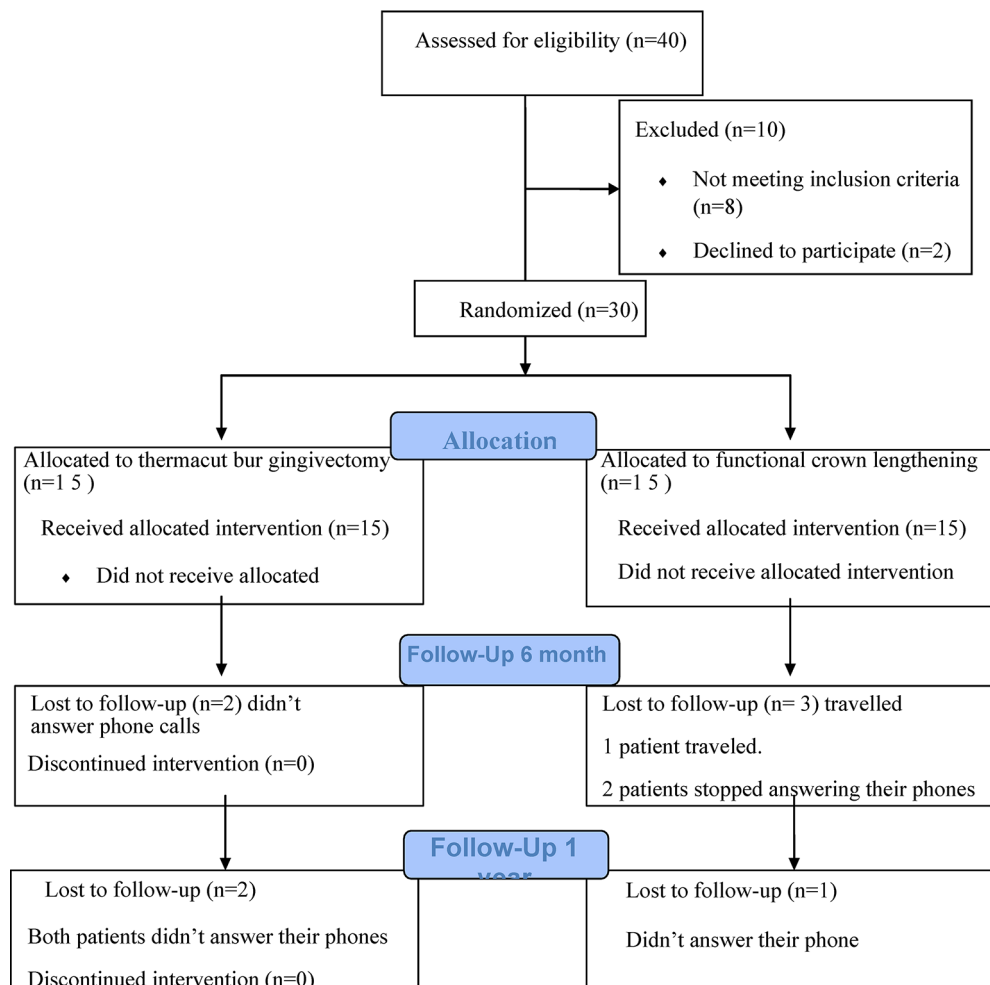 Assessed for eligibility (n=40)
Excluded (n=10)
♦ Not meeting inclusion criteria
(n=8)
♦ Declined to participate (n=2)
Randomized (n=30)
Allocation
Allocated to thermacut bur gingivectomy
(n=1 5 )
Received allocated intervention (n=15)
♦ Did not receive allocated
Allocated to functional crown lengthening
(n=1 5 )
Received allocated intervention (n=15)
Did not receive allocated intervention
Follow-Up 6 month
Lost to follow-up (n=2) didn’t
answer phone calls
Discontinued intervention (n=0)
Lost to follow-up (n= 3) travelled
1 patient traveled.
2 patients stopped answering their phones
Follow-Up 1
year
Lost to follow-up (n=2)
Both patients didn’t answer their phones
Discontinued intervention (n=0)
Lost to follow-up (n=1)
Didn’t answer their phone